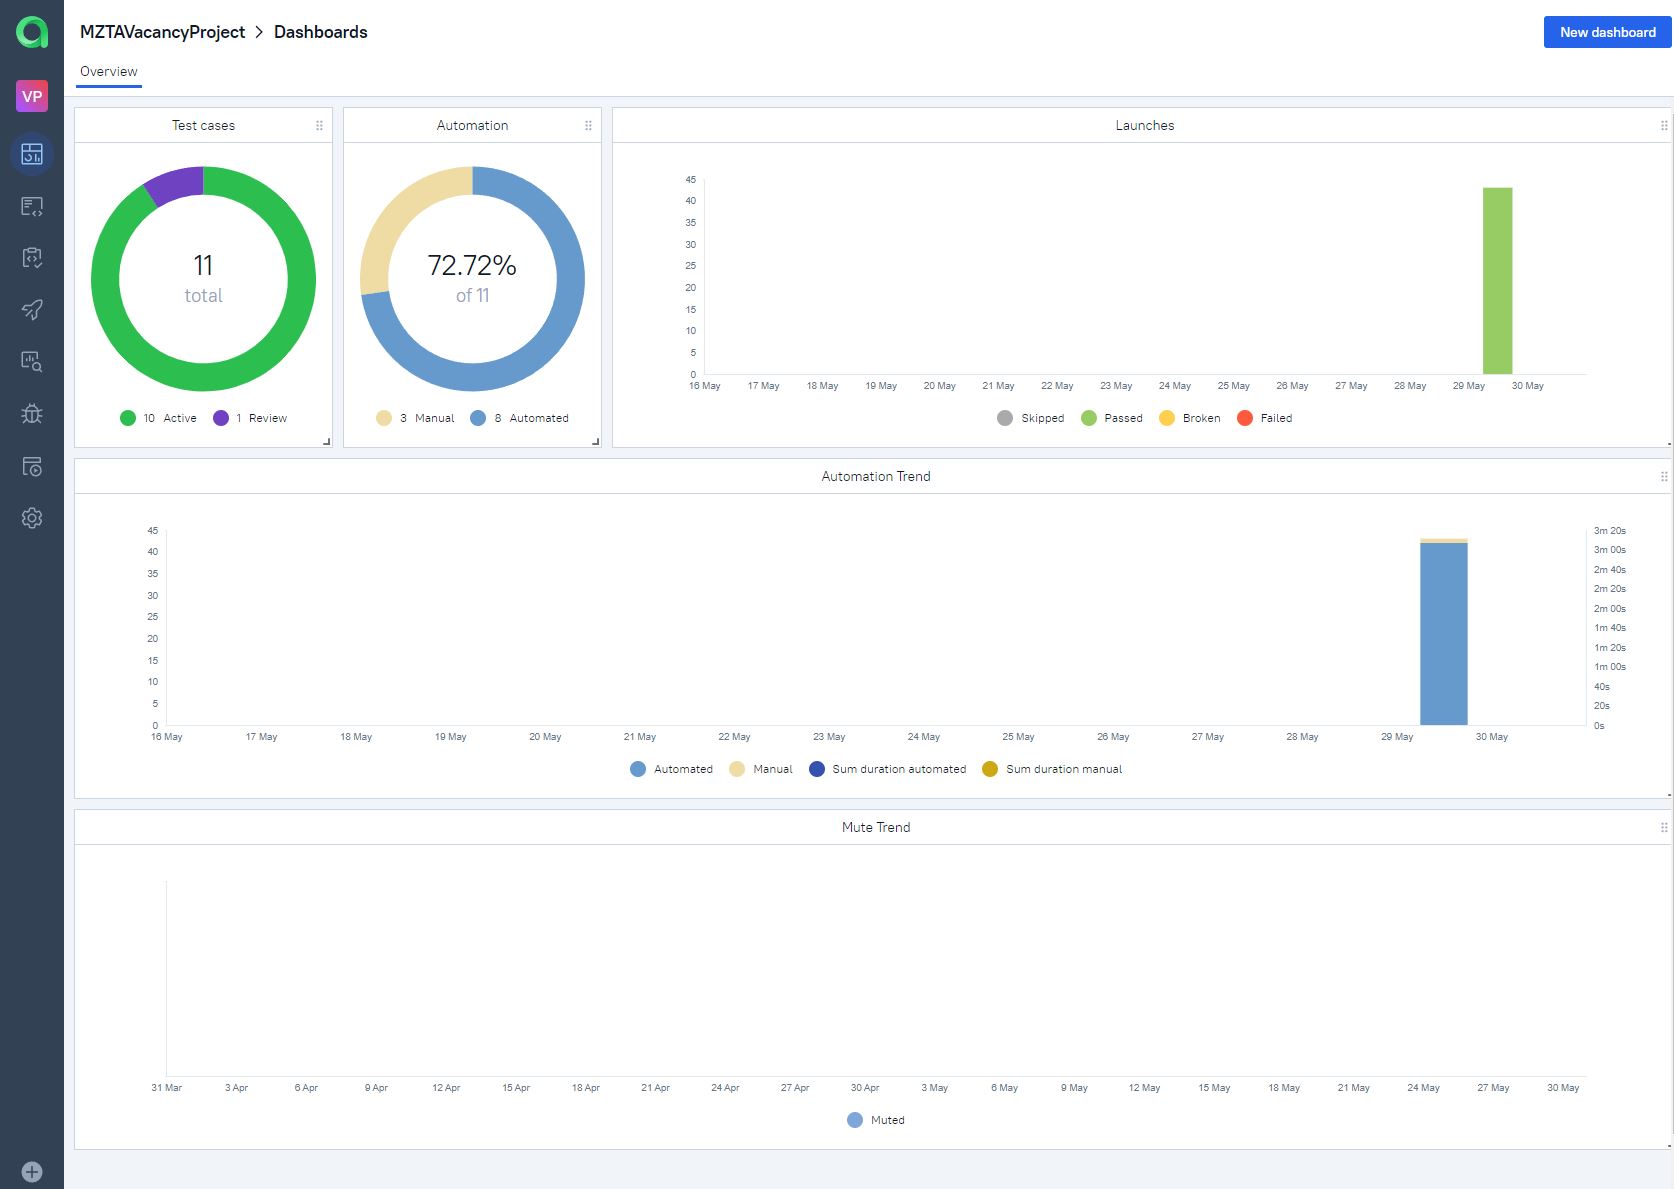 MZTAVacancyProject > Dashboards
New dashboard
Overview
VP
Test cases
11
total
10 Active 1 Review
Automation
72.72%
of 11
3 Manual 8 Automated
Launches
45
40
35
30
25
20
15
10
5
0
16 May 17 May 18 May 19 May 20 May 21 May 22 May 23 May 24 May 25 May 26 May 27 May 28 May 29 May 30 May
Skipped Passed Broken Failed
Automation Trend
45
40
35
30
25
20
15
10
5
0
3m 20s
3m 00s
2m 40s
2m 20s
2m 00s
1m 40s
1m 20s
1m 00s
40s
20s
0s
16 May 17 May 18 May 19 May 20 May 21 May 22 May 23 May 24 May 25 May 26 May 27 May 28 May 29 May 30 May
Automated Manual Sum duration automated Sum duration manual
Mute Trend
31 Mar 3 Apr 6 Apr 9 Apr 12 Apr 15 Apr 18 Apr 21 Apr 24 Apr 27 Apr 30 Apr 3 May 6 May 9 May 12 May 15 May 18 May 21 May 24 May 27 May 30 May
Muted